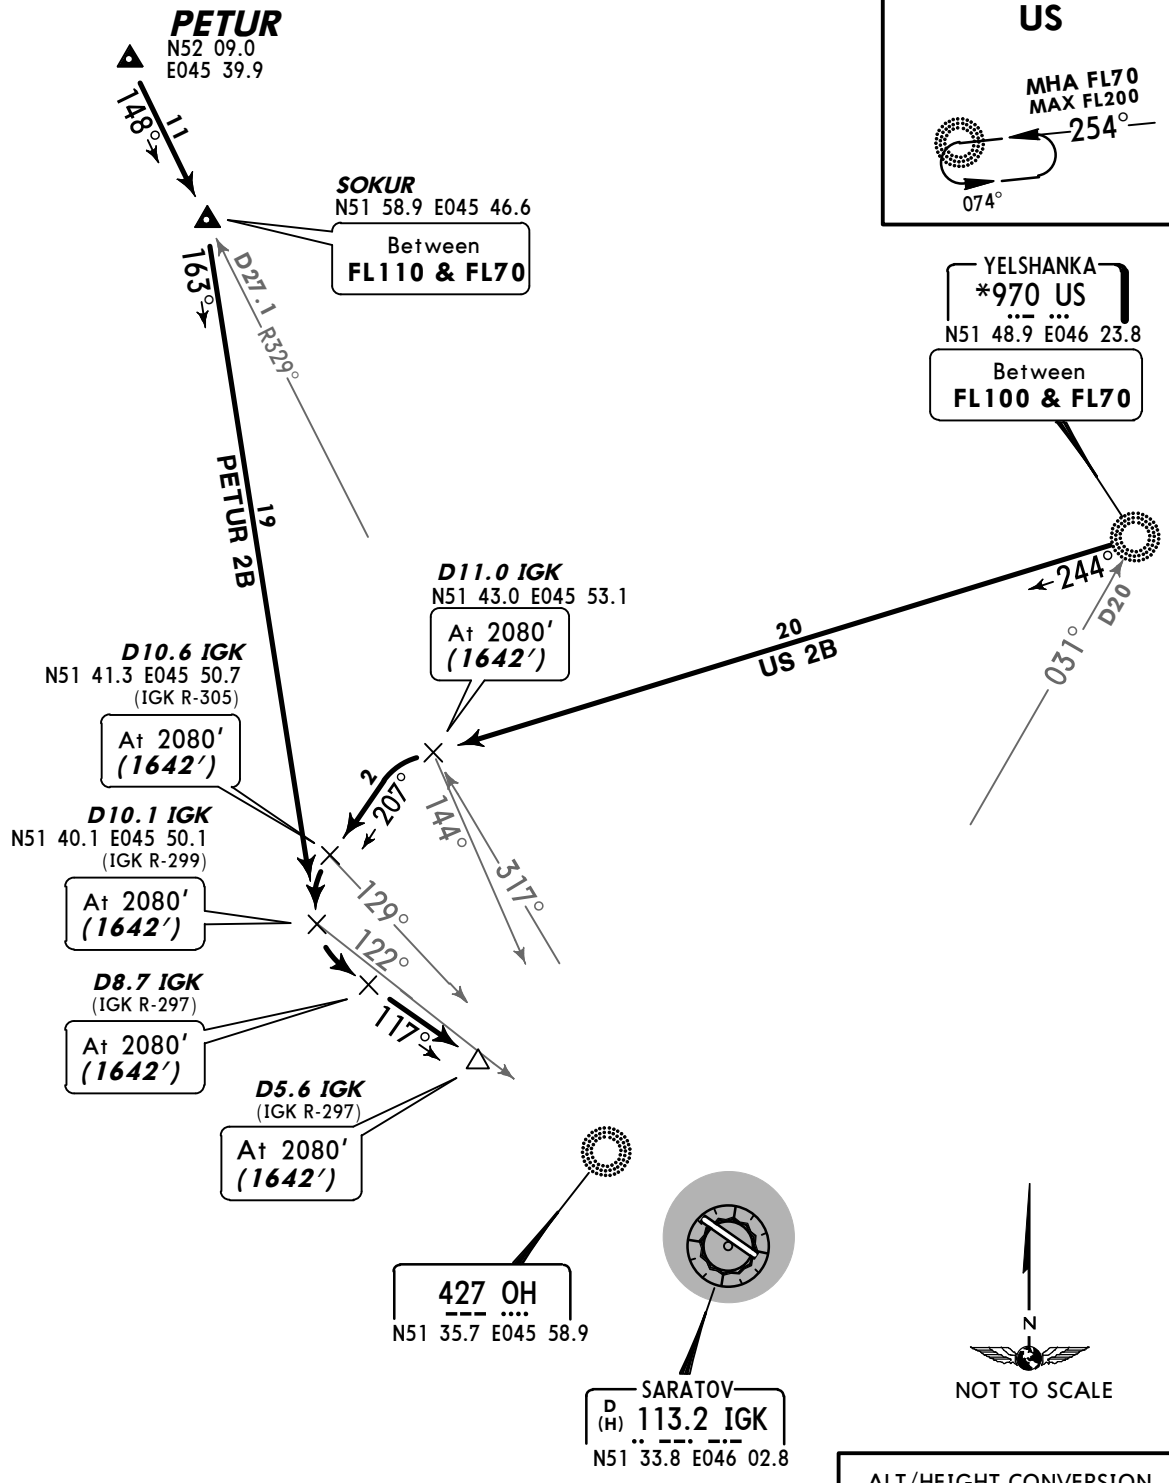 PETUR
N52 09.0
E045 39.9
148°
11
SOKUR
N51 58.9 E045 46.6
Between
FL110 & FL70
163°
D27.1
R329°
19
PETUR 2B
US
MHA FL70
MAX FL200
254°
074°
YELSHANKA
*970 US
N51 48.9 E046 23.8
Between
FL100 & FL70
244°
D20
031°
20
US 2B
D11.0 IGK
N51 43.0 E045 53.1
At 2080'
(1642')
D10.6 IGK
N51 41.3 E045 50.7
(IGK R-305)
At 2080'
(1642')
2
207°
144°
317°
D10.1 IGK
N51 40.1 E045 50.1
(IGK R-299)
At 2080'
(1642')
129°
122°
D8.7 IGK
(IGK R-297)
At 2080'
(1642')
117°
D5.6 IGK
(IGK R-297)
At 2080'
(1642')
427 OH
N51 35.7 E045 58.9
SARATOV
D
(H) 113.2 IGK
N51 33.8 E046 02.8
N
NOT TO SCALE
ALT/HEIGHT CONVERSION